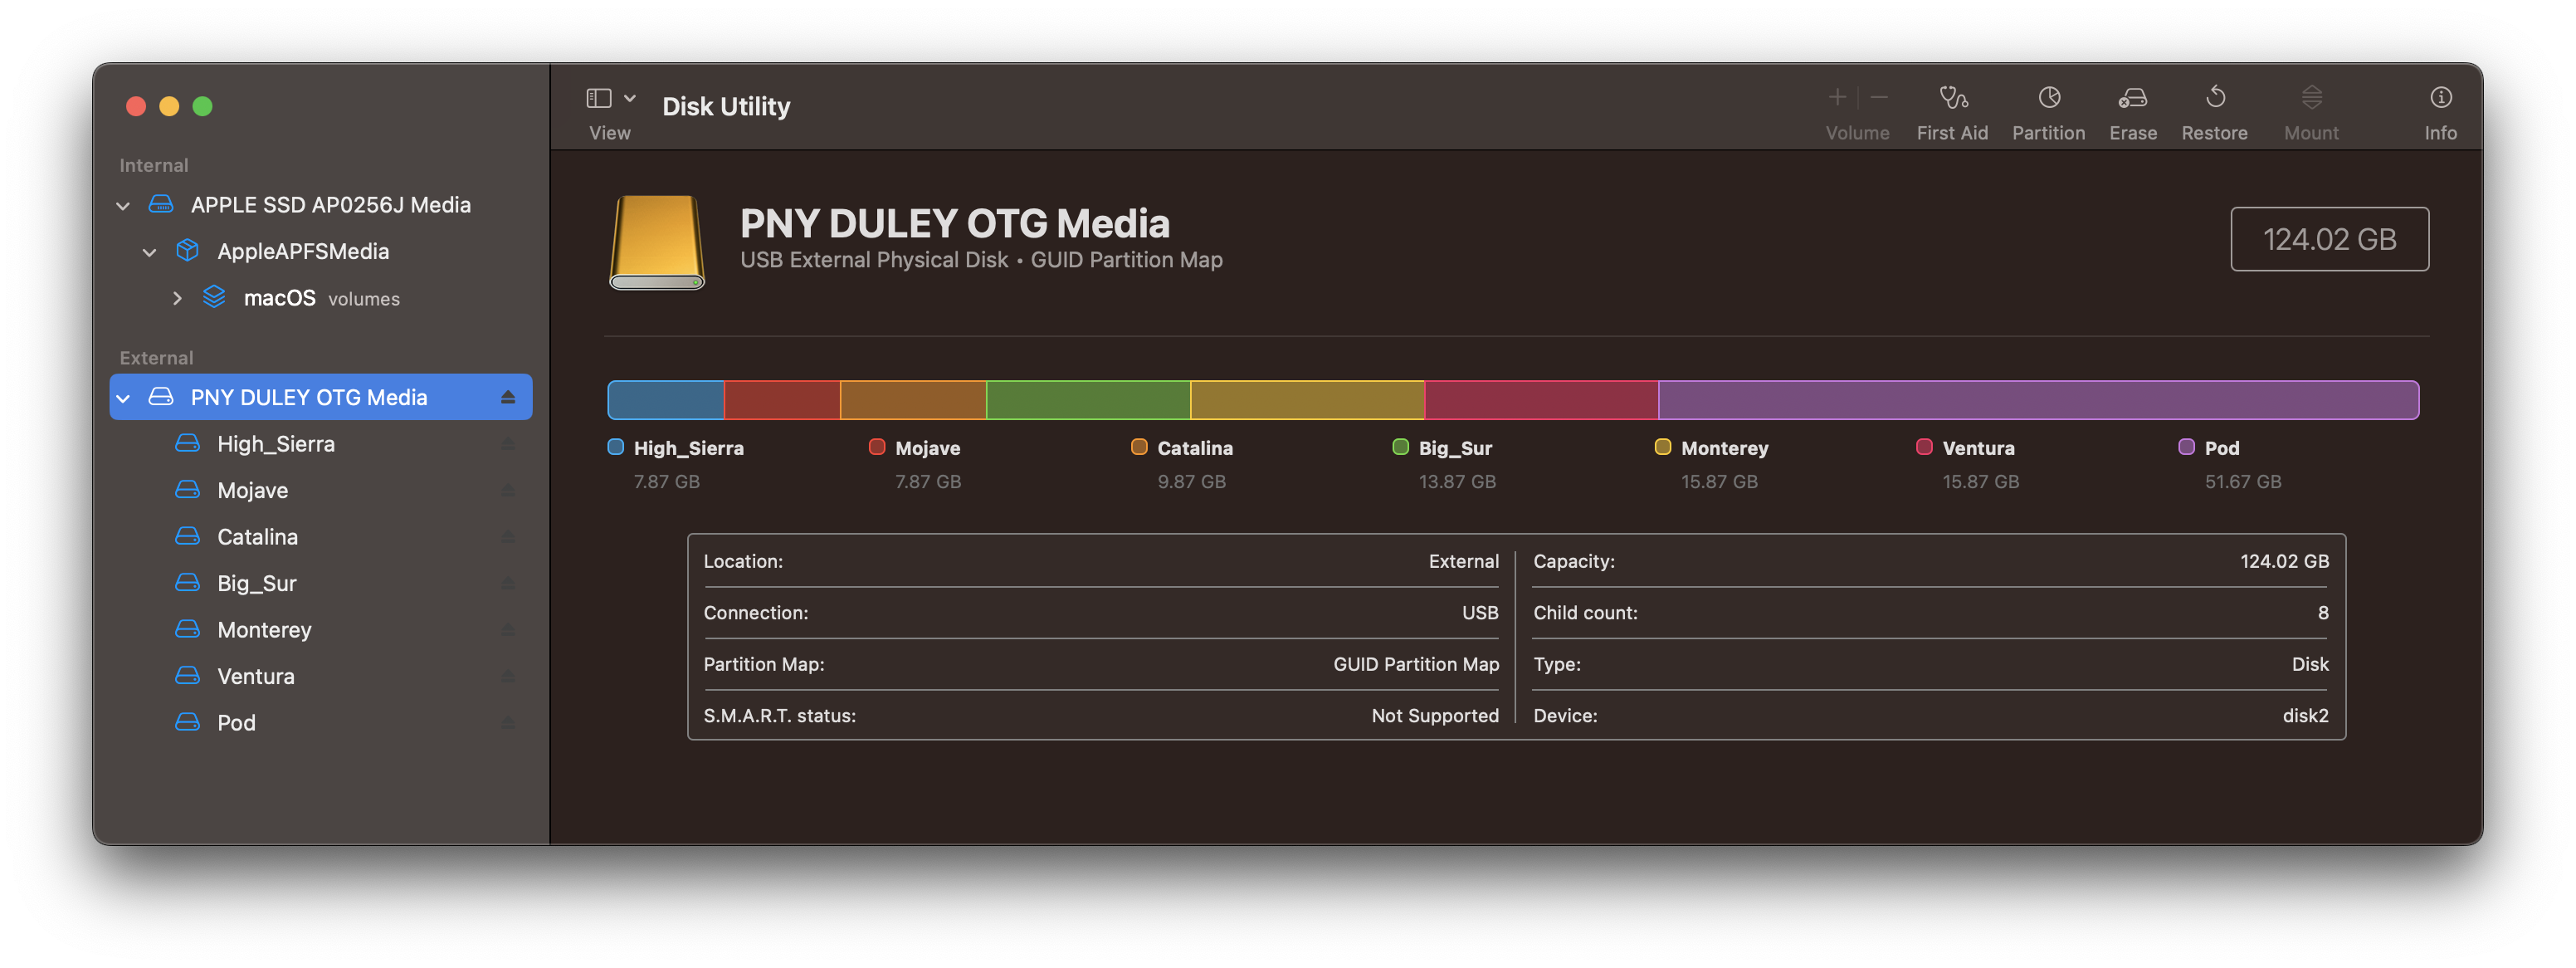 Internal
APPLE SSD AP0256J Media
AppleAPFSMedia
macOS volumes
External
PNY DULEY OTG Media
High_Sierra
Mojave
Catalina
Big_Sur
Monterey
Ventura
Pod
View
Disk Utility
Volume
First Aid
Partition
Erase
Restore
Mount
Info
PNY DULEY OTG Media
USB External Physical Disk • GUID Partition Map
124.02 GB
High_Sierra
7.87 GB
Mojave
7.87 GB
Catalina
9.87 GB
Big_Sur
13.87 GB
Monterey
15.87 GB
Ventura
15.87 GB
Pod
51.67 GB
Location: External
Connection: USB
Partition Map: GUID Partition Map
S.M.A.R.T. status: Not Supported
Capacity: 124.02 GB
Child count: 8
Type: Disk
Device: disk2